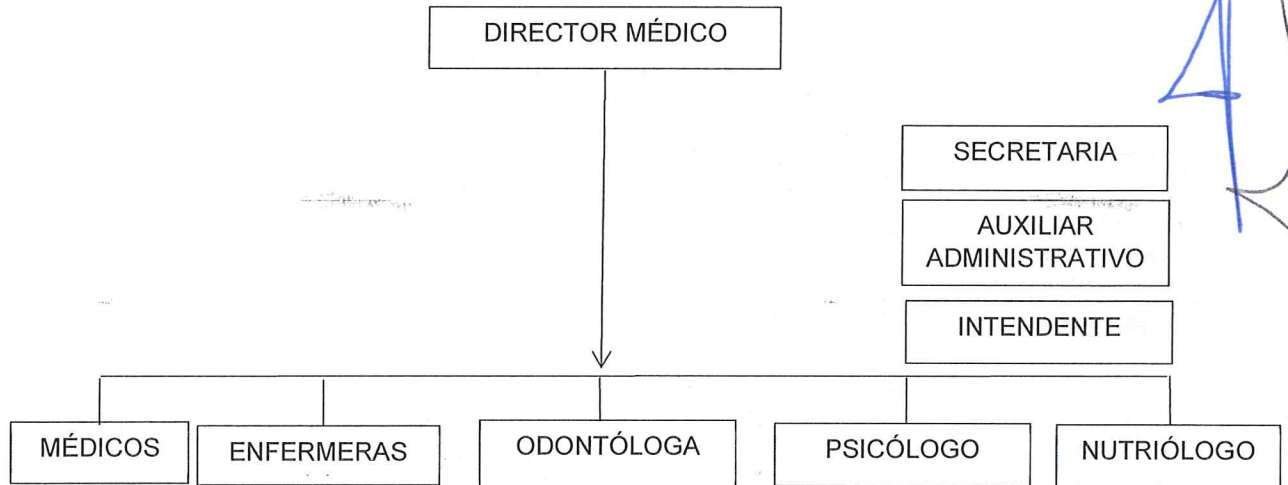 DIRECTOR MÉDICO
SECRETARIA
AUXILIAR
ADMINISTRATIVO
INTENDENTE
MÉDICOS
ENFERMERAS
ODONTÓLOGA
PSICÓLOGO
NUTRIÓLOGO